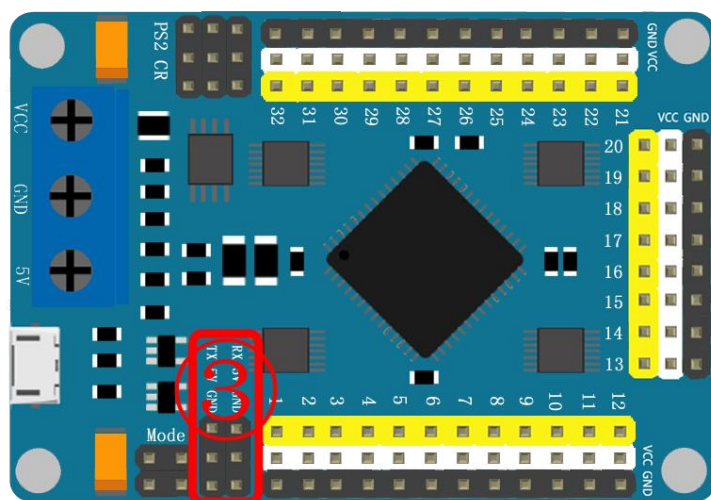 PS2 CR
GND VCC
32 31 30 29 28 27 26 25 24 23 22 21
VCC
GND
5V
VCC GND
20
19
18
17
16
15
14
13
RX 5V GND
TX 5V GND
③
1 2 3 4 5 6 7 8 9 10 11 12
Mode
VCC
GND